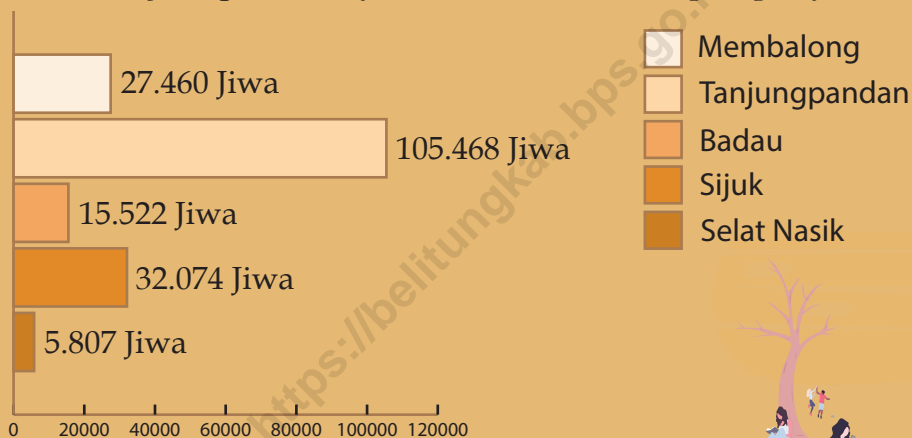 27.460 Jiwa
105.468 Jiwa
15.522 Jiwa
32.074 Jiwa
5.807 Jiwa
0 20000 40000 60000 80000 100000 120000
Membalong
Tanjungpandan
Badau
Sijuk
Selat Nasik
https://belitungkab.bps.go.